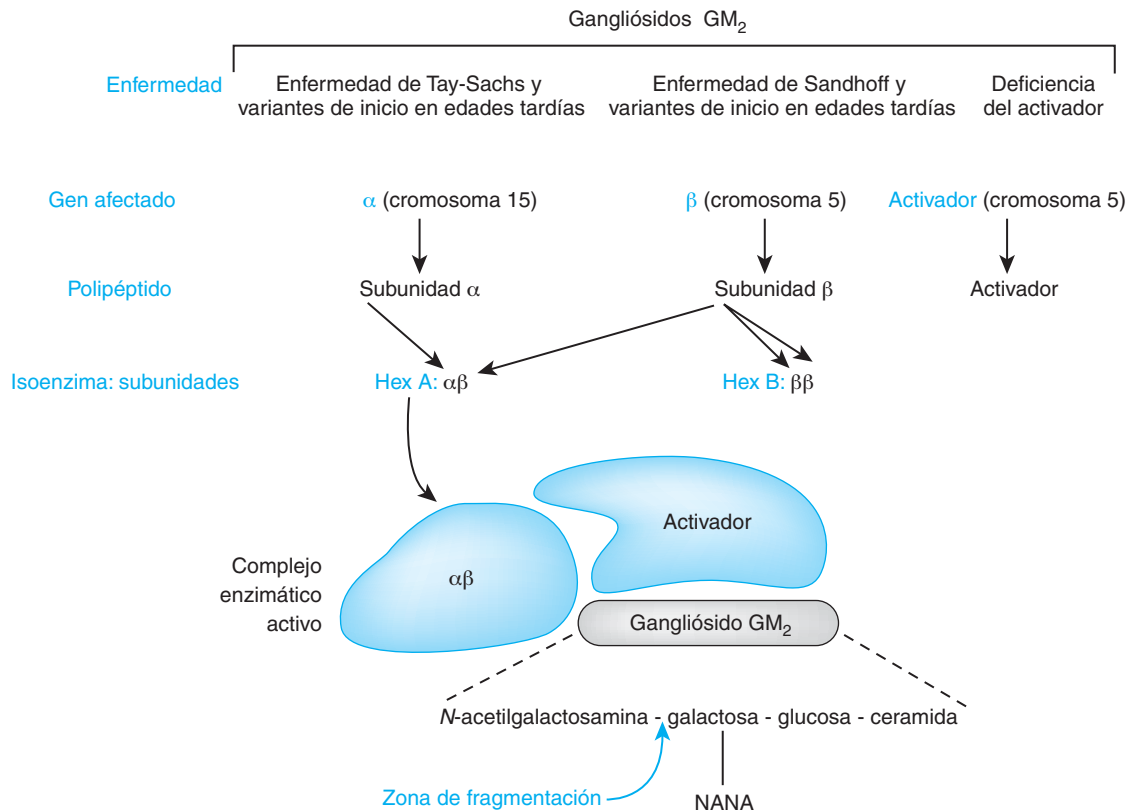 Gangliósidos GM2
Enfermedad
Enfermedad de Tay-Sachs y
variantes de inicio en edades tardías
Enfermedad de Sandhoff y
variantes de inicio en edades tardías
Deficiencia
del activador
Gen afectado
α (cromosoma 15)
β (cromosoma 5)
Activador (cromosoma 5)
Polipéptido
Subunidad α
Subunidad β
Activador
Isoenzima: subunidades
Hex A: αβ
Hex B: ββ
Complejo
enzimático
activo
αβ
Activador
Gangliósido GM2
N-acetilgalactosamina - galactosa - glucosa - ceramida
Zona de fragmentación
NANA